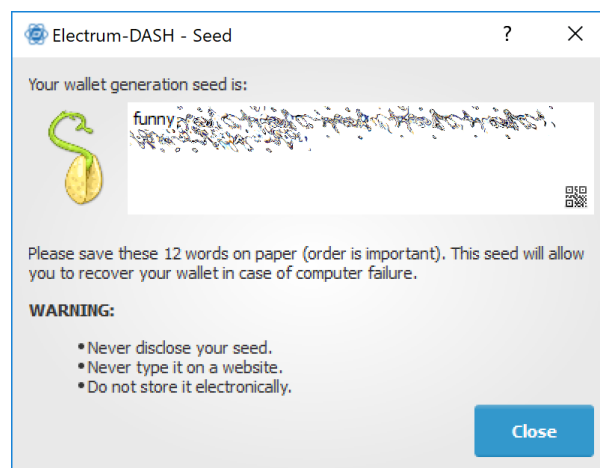 Electrum-DASH - Seed
Your wallet generation seed is:
funny
Please save these 12 words on paper (order is important). This seed will allow
you to recover your wallet in case of computer failure.
WARNING:
Never disclose your seed.
Never type it on a website.
Do not store it electronically.
Close